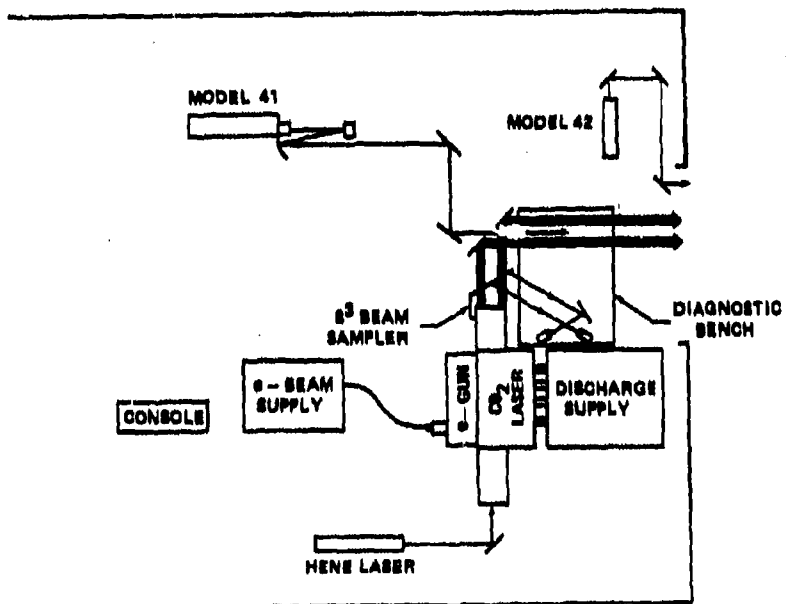 MODEL 41
MODEL 42
s³ BEAM
SAMPLER
DIAGNOSTIC
BENCH
e – BEAM
SUPPLY
CONSOLE
e – GUN
CO₂
LASER
DISCHARGE
SUPPLY
HENE LASER